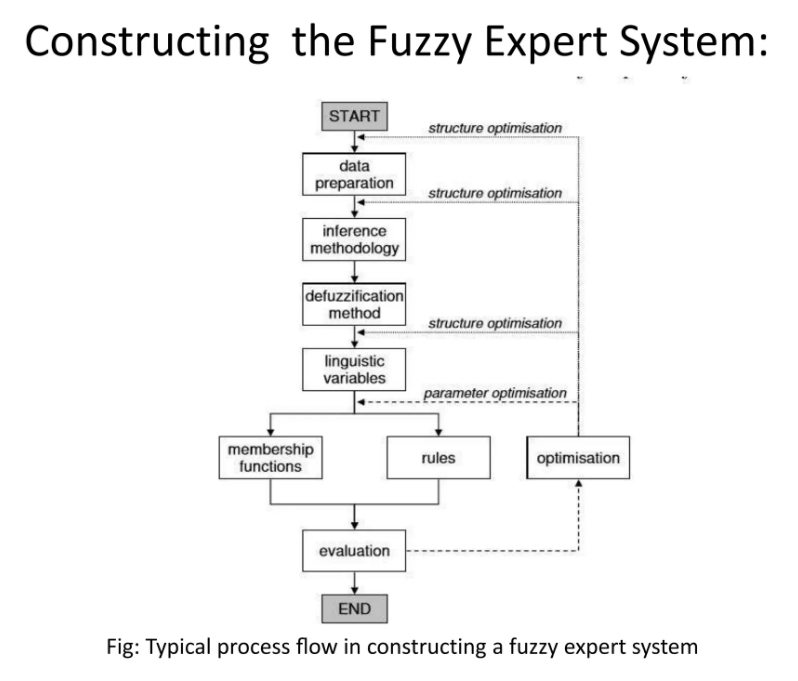 Constructing the Fuzzy Expert System:
START
structure optimisation
data
preparation
structure optimisation
inference
methodology
defuzzification
method
structure optimisation
linguistic
variables
parameter optimisation
membership
functions
rules
optimisation
evaluation
END
Fig: Typical process flow in constructing a fuzzy expert system